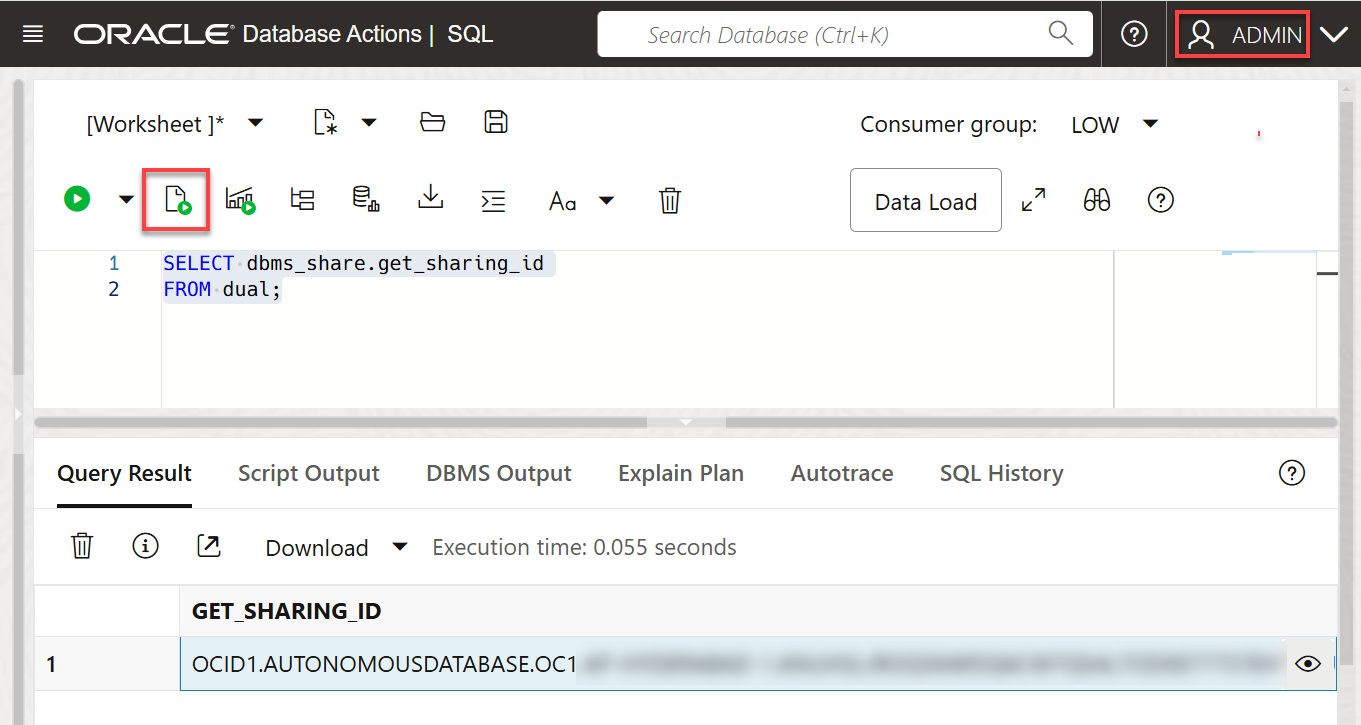 ORACLE® Database Actions | SQL
Search Database (Ctrl+K)
ADMIN
[Worksheet ]*
Consumer group: LOW
Aa
Data Load
1 SELECT dbms_share.get_sharing_id
2 FROM dual;
Query Result Script Output DBMS Output Explain Plan Autotrace SQL History
Download Execution time: 0.055 seconds
GET_SHARING_ID
1 OCID1.AUTONOMOUSDATABASE.OC1